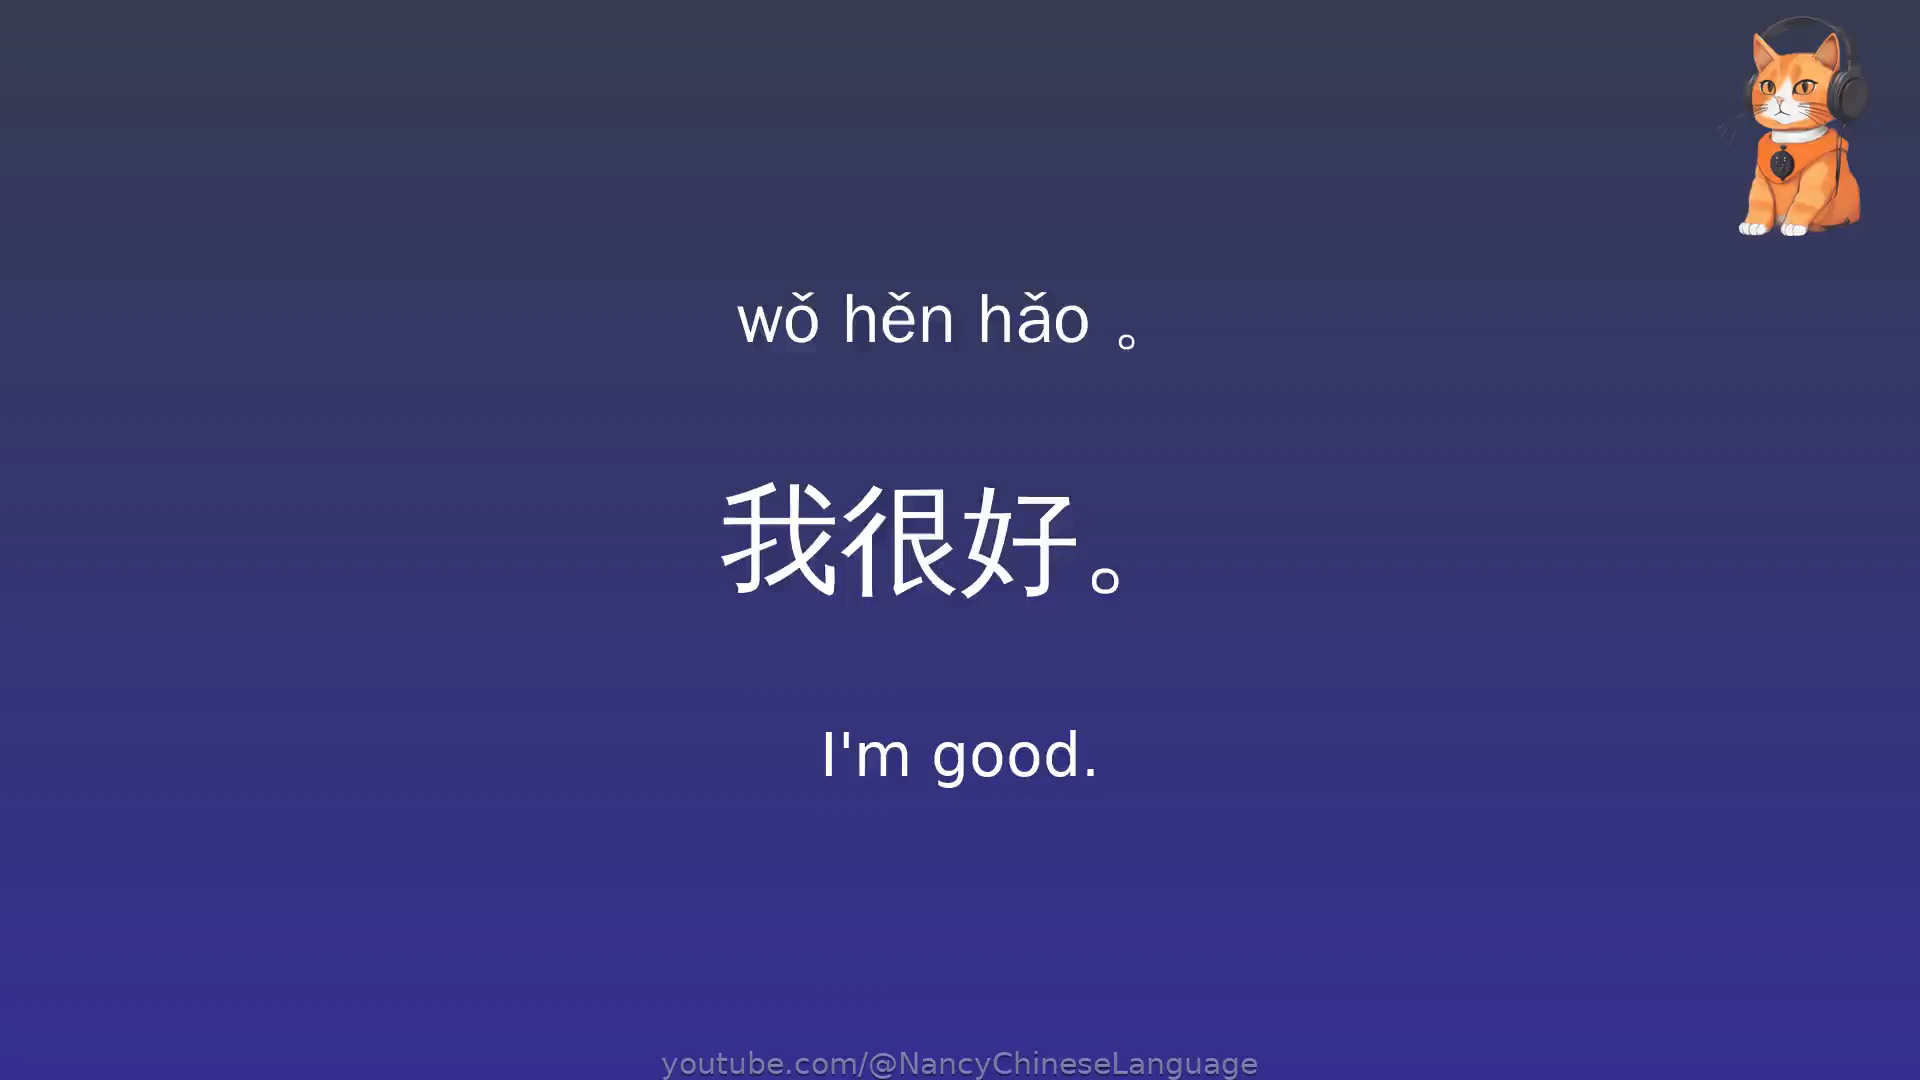 wǒ hěn hǎo 。
我很好。
I'm good.
youtube.com/@NancyChineseLanguage